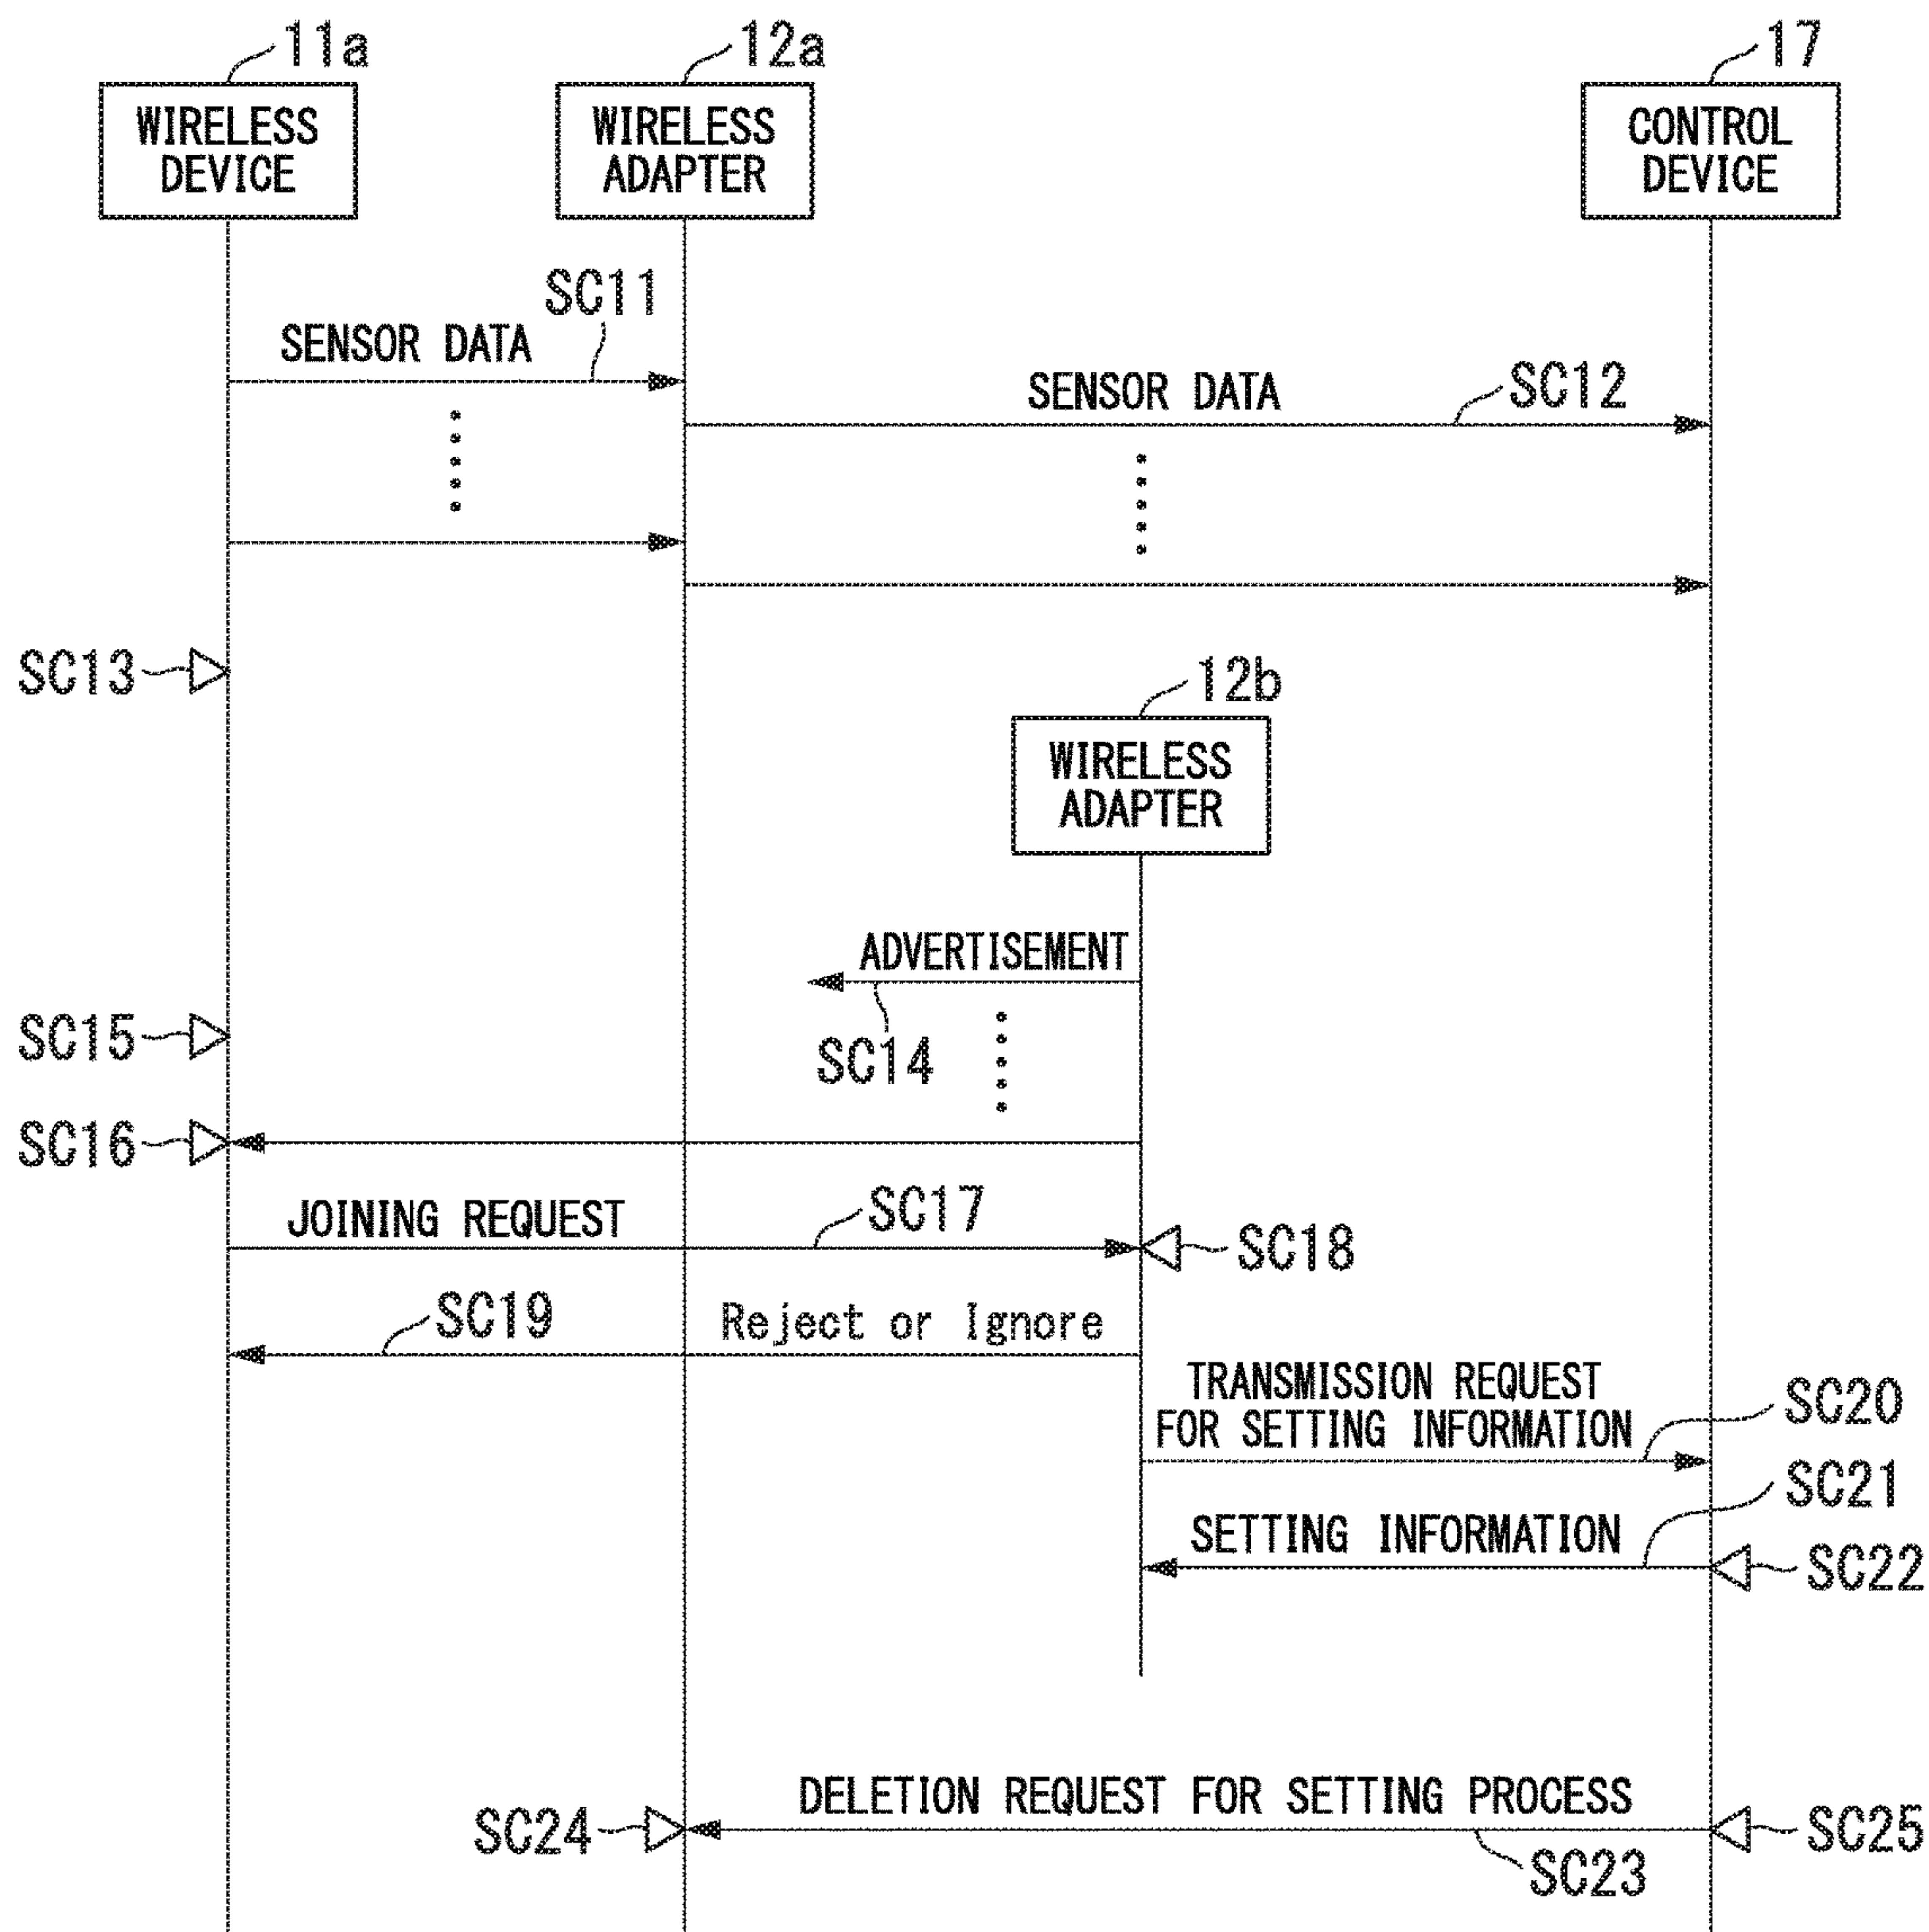 11a
12a
17
WIRELESS
DEVICE
WIRELESS
ADAPTER
CONTROL
DEVICE
SC11
SENSOR DATA
SENSOR DATA
SC12
SC13
12b
WIRELESS
ADAPTER
ADVERTISEMENT
SC15
SC14
SC16
JOINING REQUEST
SC17
SC18
SC19
Reject or Ignore
TRANSMISSION REQUEST
FOR SETTING INFORMATION
SC20
SC21
SETTING INFORMATION
SC22
DELETION REQUEST FOR SETTING PROCESS
SC24
SC25
SC23